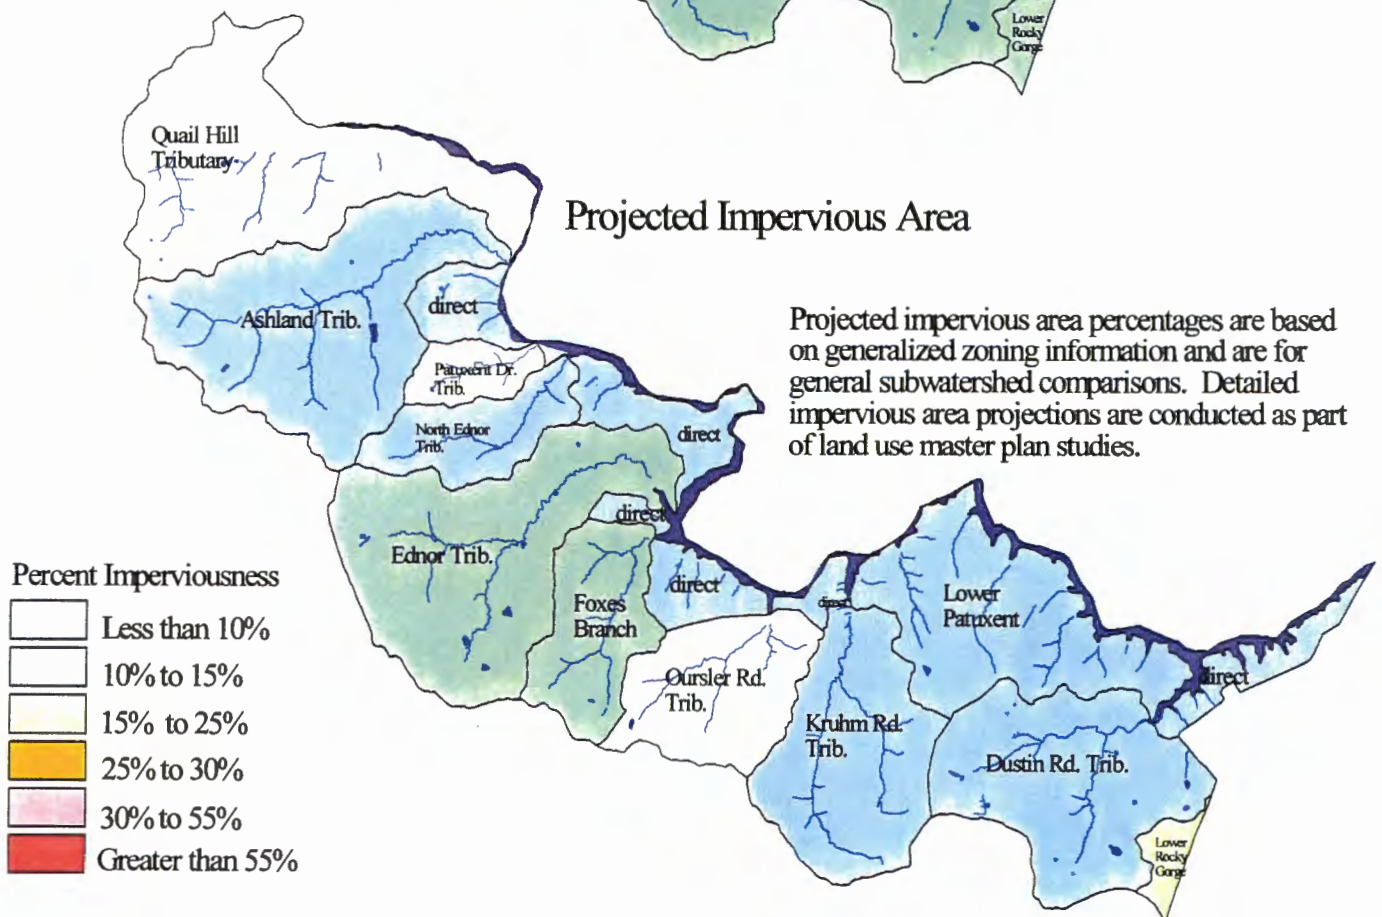 Lower
Rocky
Gorge
Quail Hill
Tributary
Projected Impervious Area
direct
Ashland Trib.
Projected impervious area percentages are based
on generalized zoning information and are for
general subwatershed comparisons. Detailed
impervious area projections are conducted as part
of land use master plan studies.
Patuxent Dr.
Trib.
North Ednor
Trib.
direct
direct
Ednor Trib.
direct
Foxes
Branch
direct
Lower
Patuxent
Oursler Rd.
Trib.
direct
Kruhm Rd.
Trib.
Dustin Rd. Trib.
Lower
Rocky
Gorge
Percent Imperviousness
Less than 10%
10% to 15%
15% to 25%
25% to 30%
30% to 55%
Greater than 55%